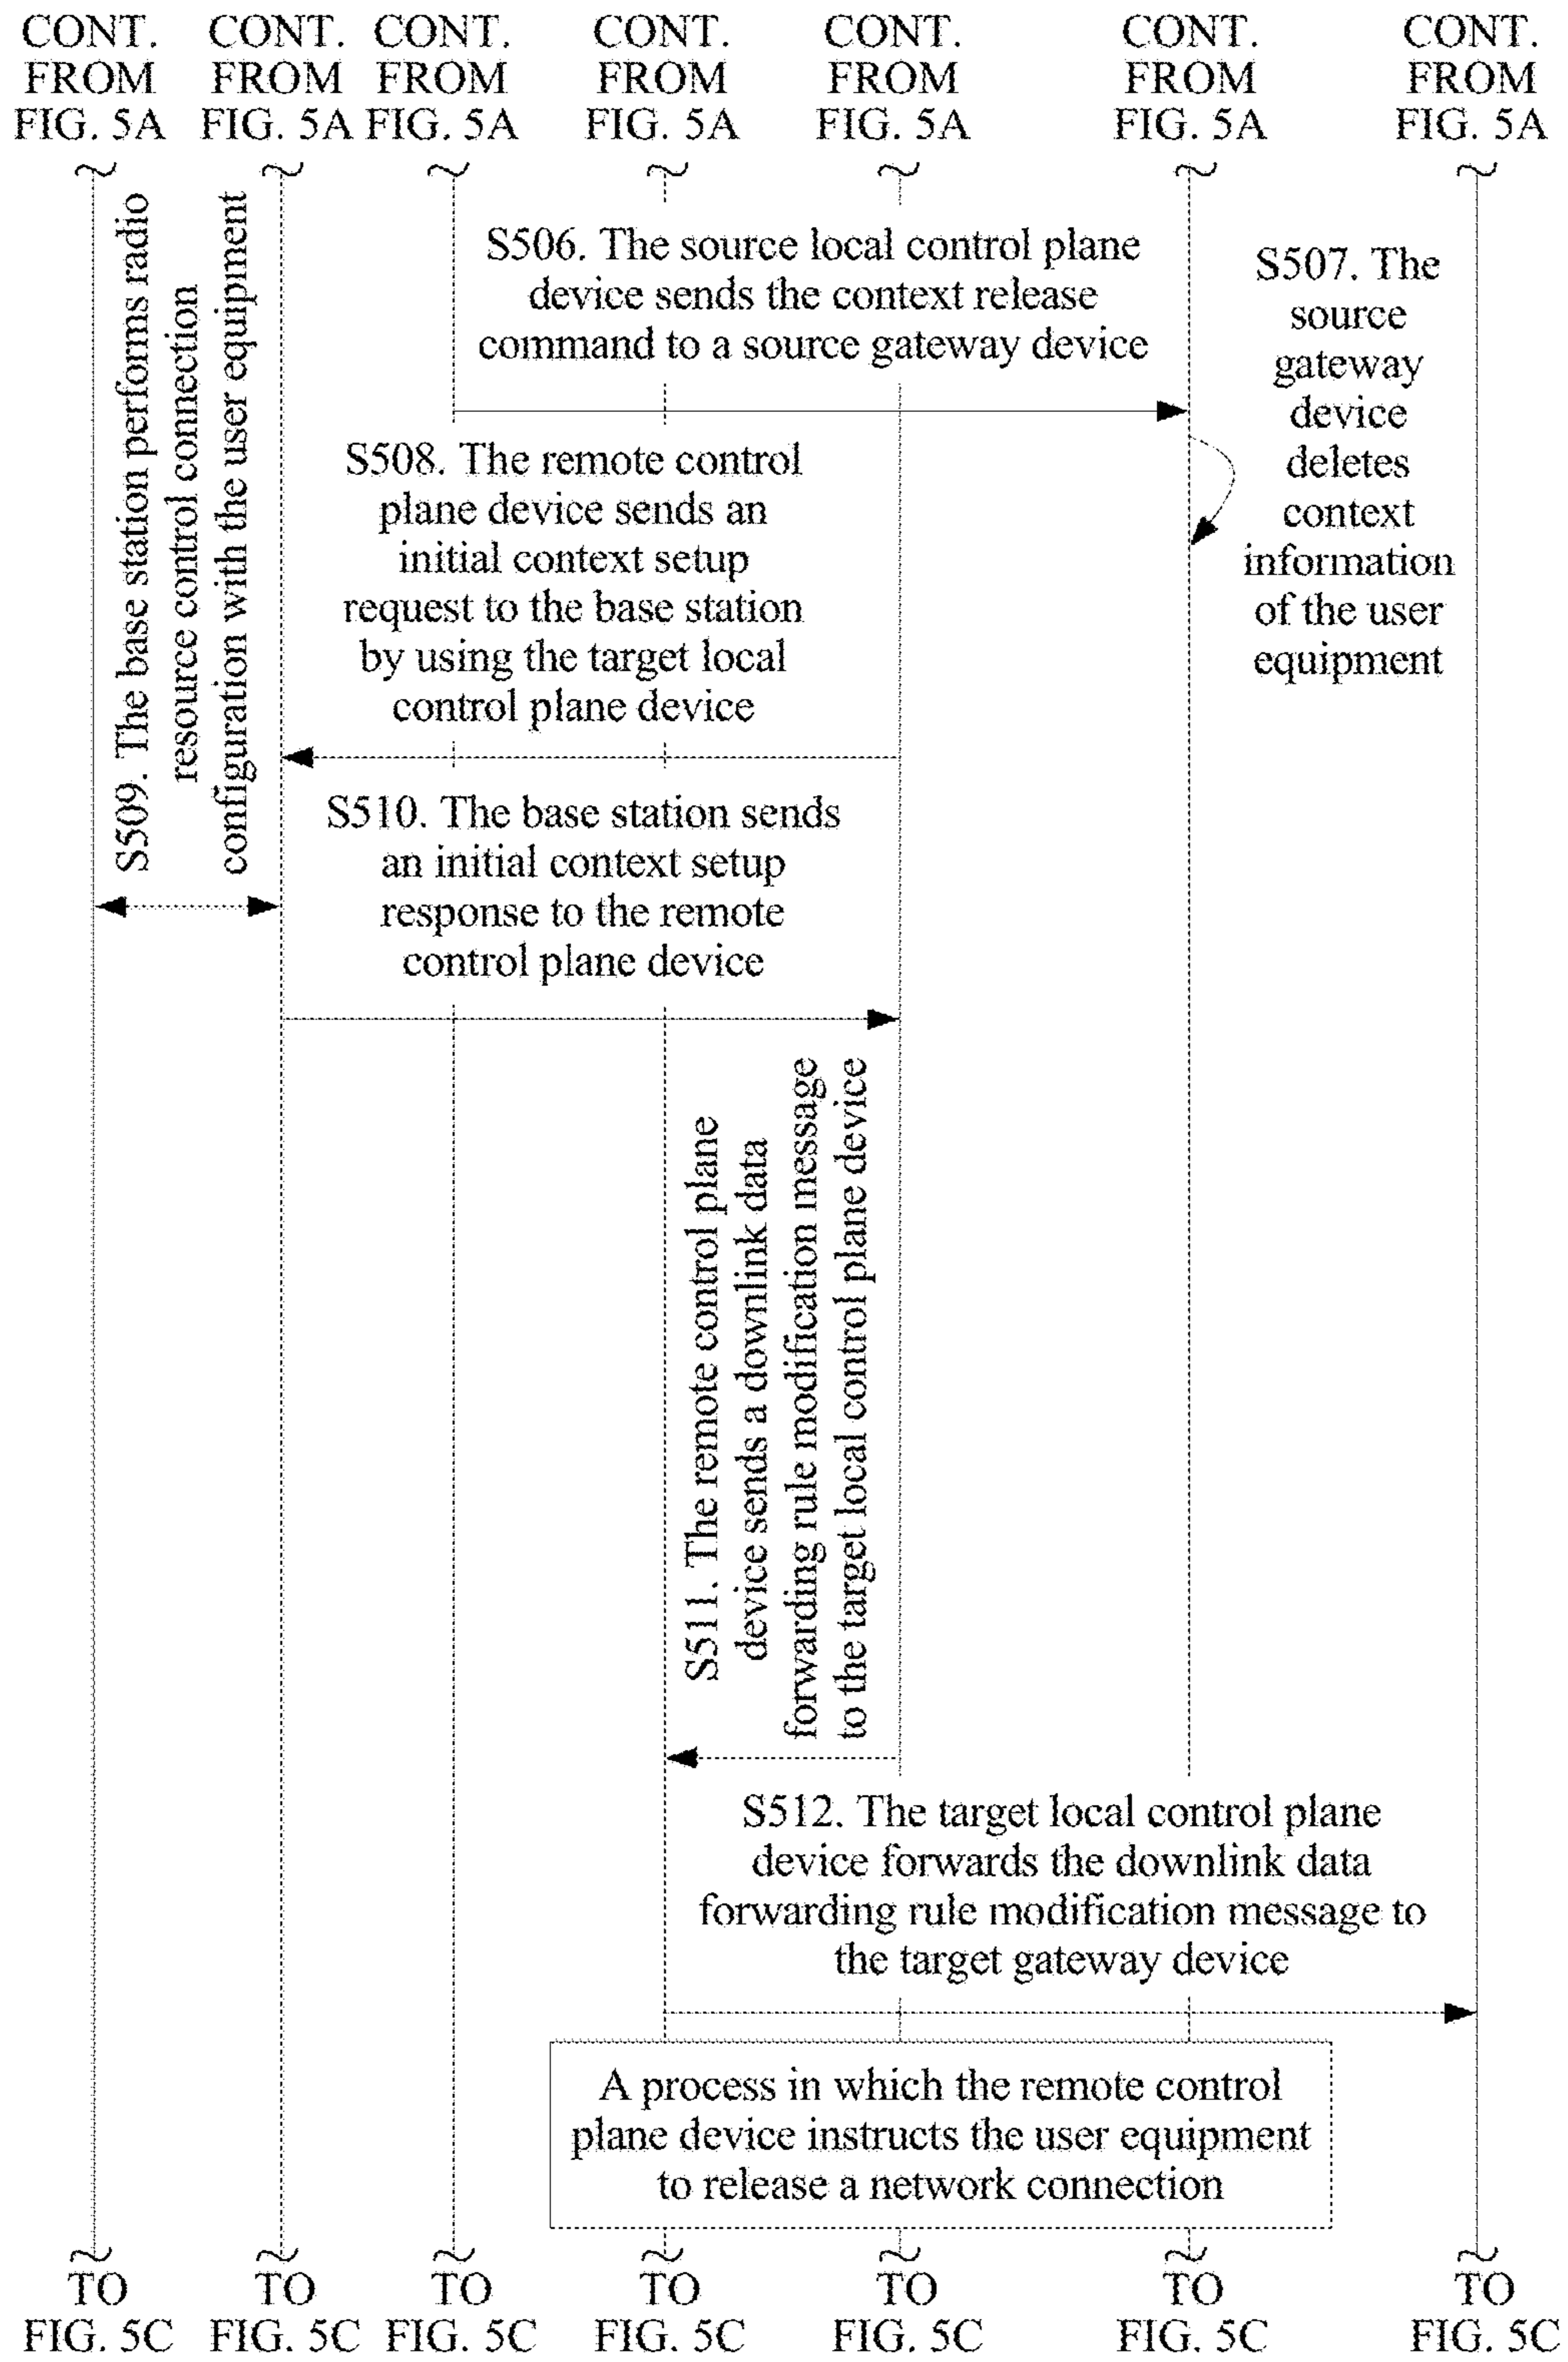 CONT. FROM FIG. 5A
CONT. FROM FIG. 5A
CONT. FROM FIG. 5A
CONT. FROM FIG. 5A
CONT. FROM FIG. 5A
CONT. FROM FIG. 5A
CONT. FROM FIG. 5A
S506. The source local control plane
device sends the context release
command to a source gateway device
S507. The
source
gateway
device
deletes
context
information
of the user
equipment
S508. The remote control
plane device sends an
initial context setup
request to the base station
by using the target local
control plane device
S509. The base station performs radio
resource control connection
configuration with the user equipment
S510. The base station sends
an initial context setup
response to the remote
control plane device
S511. The remote control plane
device sends a downlink data
forwarding rule modification message
to the target local control plane device
S512. The target local control plane
device forwards the downlink data
forwarding rule modification message to
the target gateway device
A process in which the remote control
plane device instructs the user equipment
to release a network connection
TO FIG. 5C
TO FIG. 5C
TO FIG. 5C
TO FIG. 5C
TO FIG. 5C
TO FIG. 5C
TO FIG. 5C